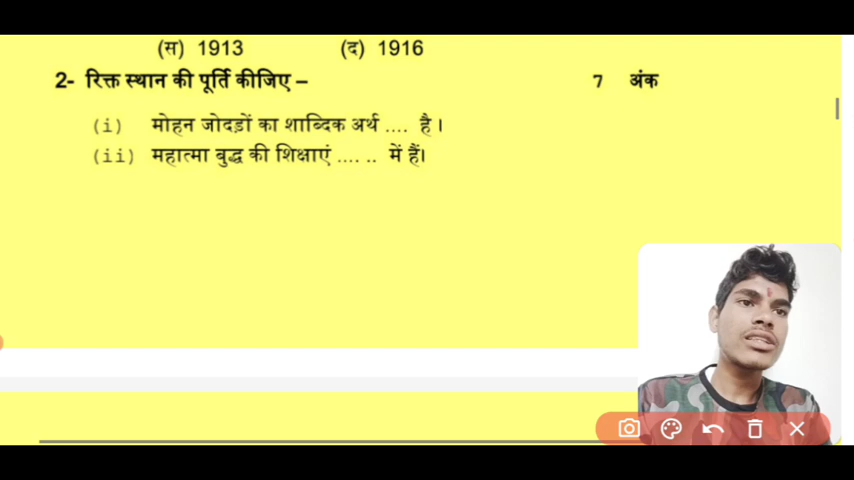 (स) 1913 (द) 1916
2- रिक्त स्थान की पूर्ति कीजिए – 7 अंक
(i) मोहन जोदड़ों का शाब्दिक अर्थ .... है ।
(ii) महात्मा बुद्ध की शिक्षाएं .... .. में हैं।